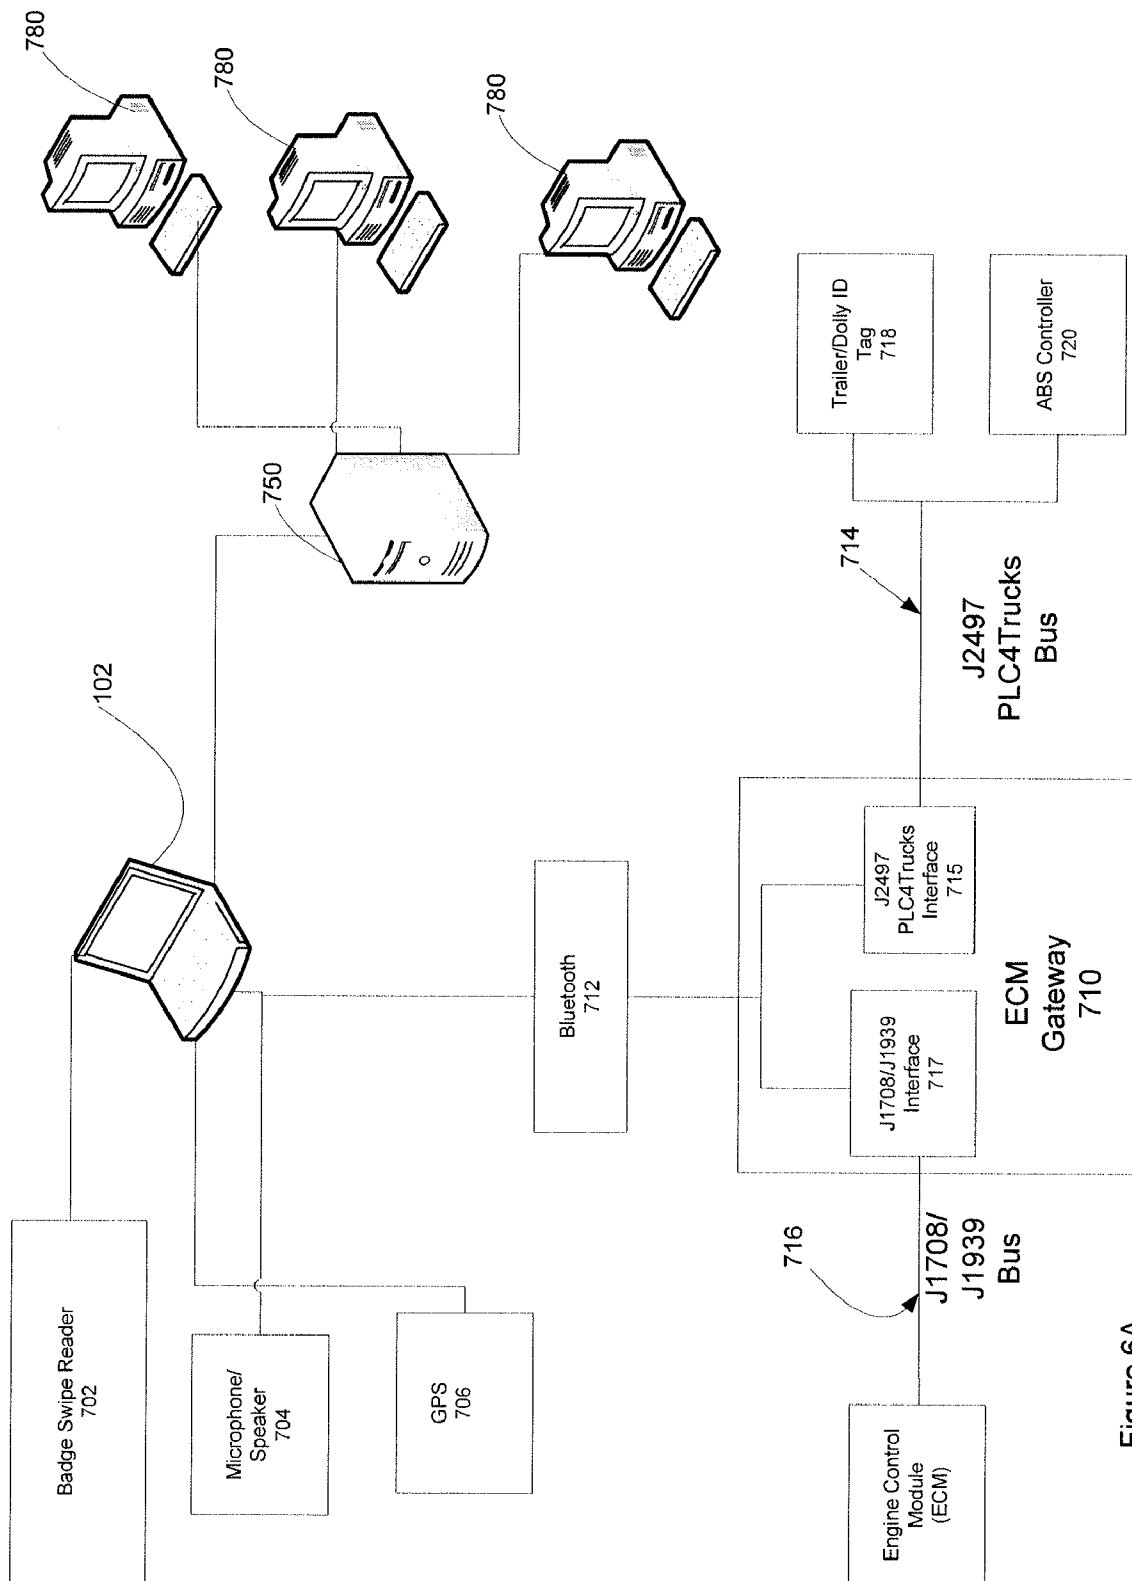 Badge Swipe Reader
702
Microphone/
Speaker
704
GPS
706
102
750
780
780
780
Bluetooth
712
Engine Control
Module
(ECM)
716
J1708/
J1939
Bus
J1708/J1939
Interface
717
J2497
PLC4Trucks
Interface
715
ECM
Gateway
710
714
J2497
PLC4Trucks
Bus
Trailer/Dolly ID
Tag
718
ABS Controller
720
Figure 6A